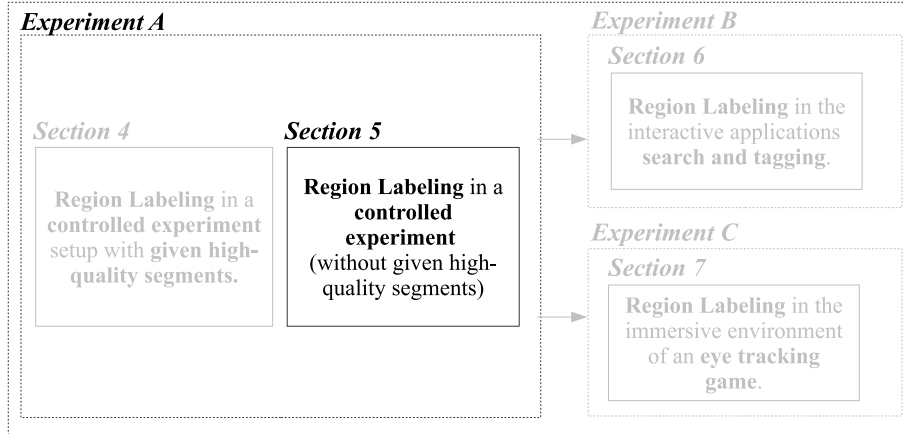 Experiment A
Section 4
Region Labeling in a
controlled experiment
setup with given high-
quality segments.
Section 5
Region Labeling in a
controlled
experiment
(without given high-
quality segments)
Experiment B
Section 6
Region Labeling in the
interactive applications
search and tagging.
Experiment C
Section 7
Region Labeling in the
immersive environment
of an eye tracking
game.